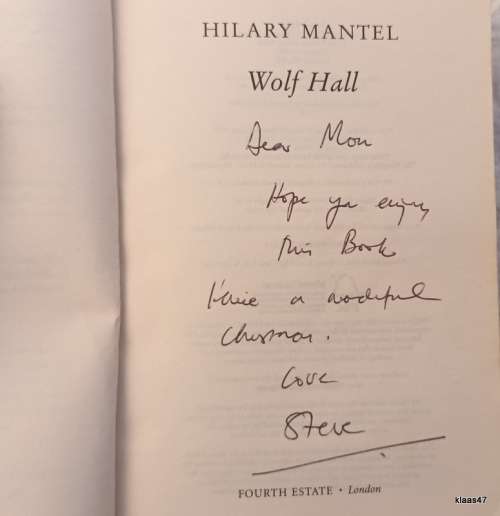 HILARY MANTEL
Wolf Hall
Dear Mon
Hope you enjoy
this Book
Have a wonderful
Christmas.
Love
Steve
FOURTH ESTATE • London
klaas47